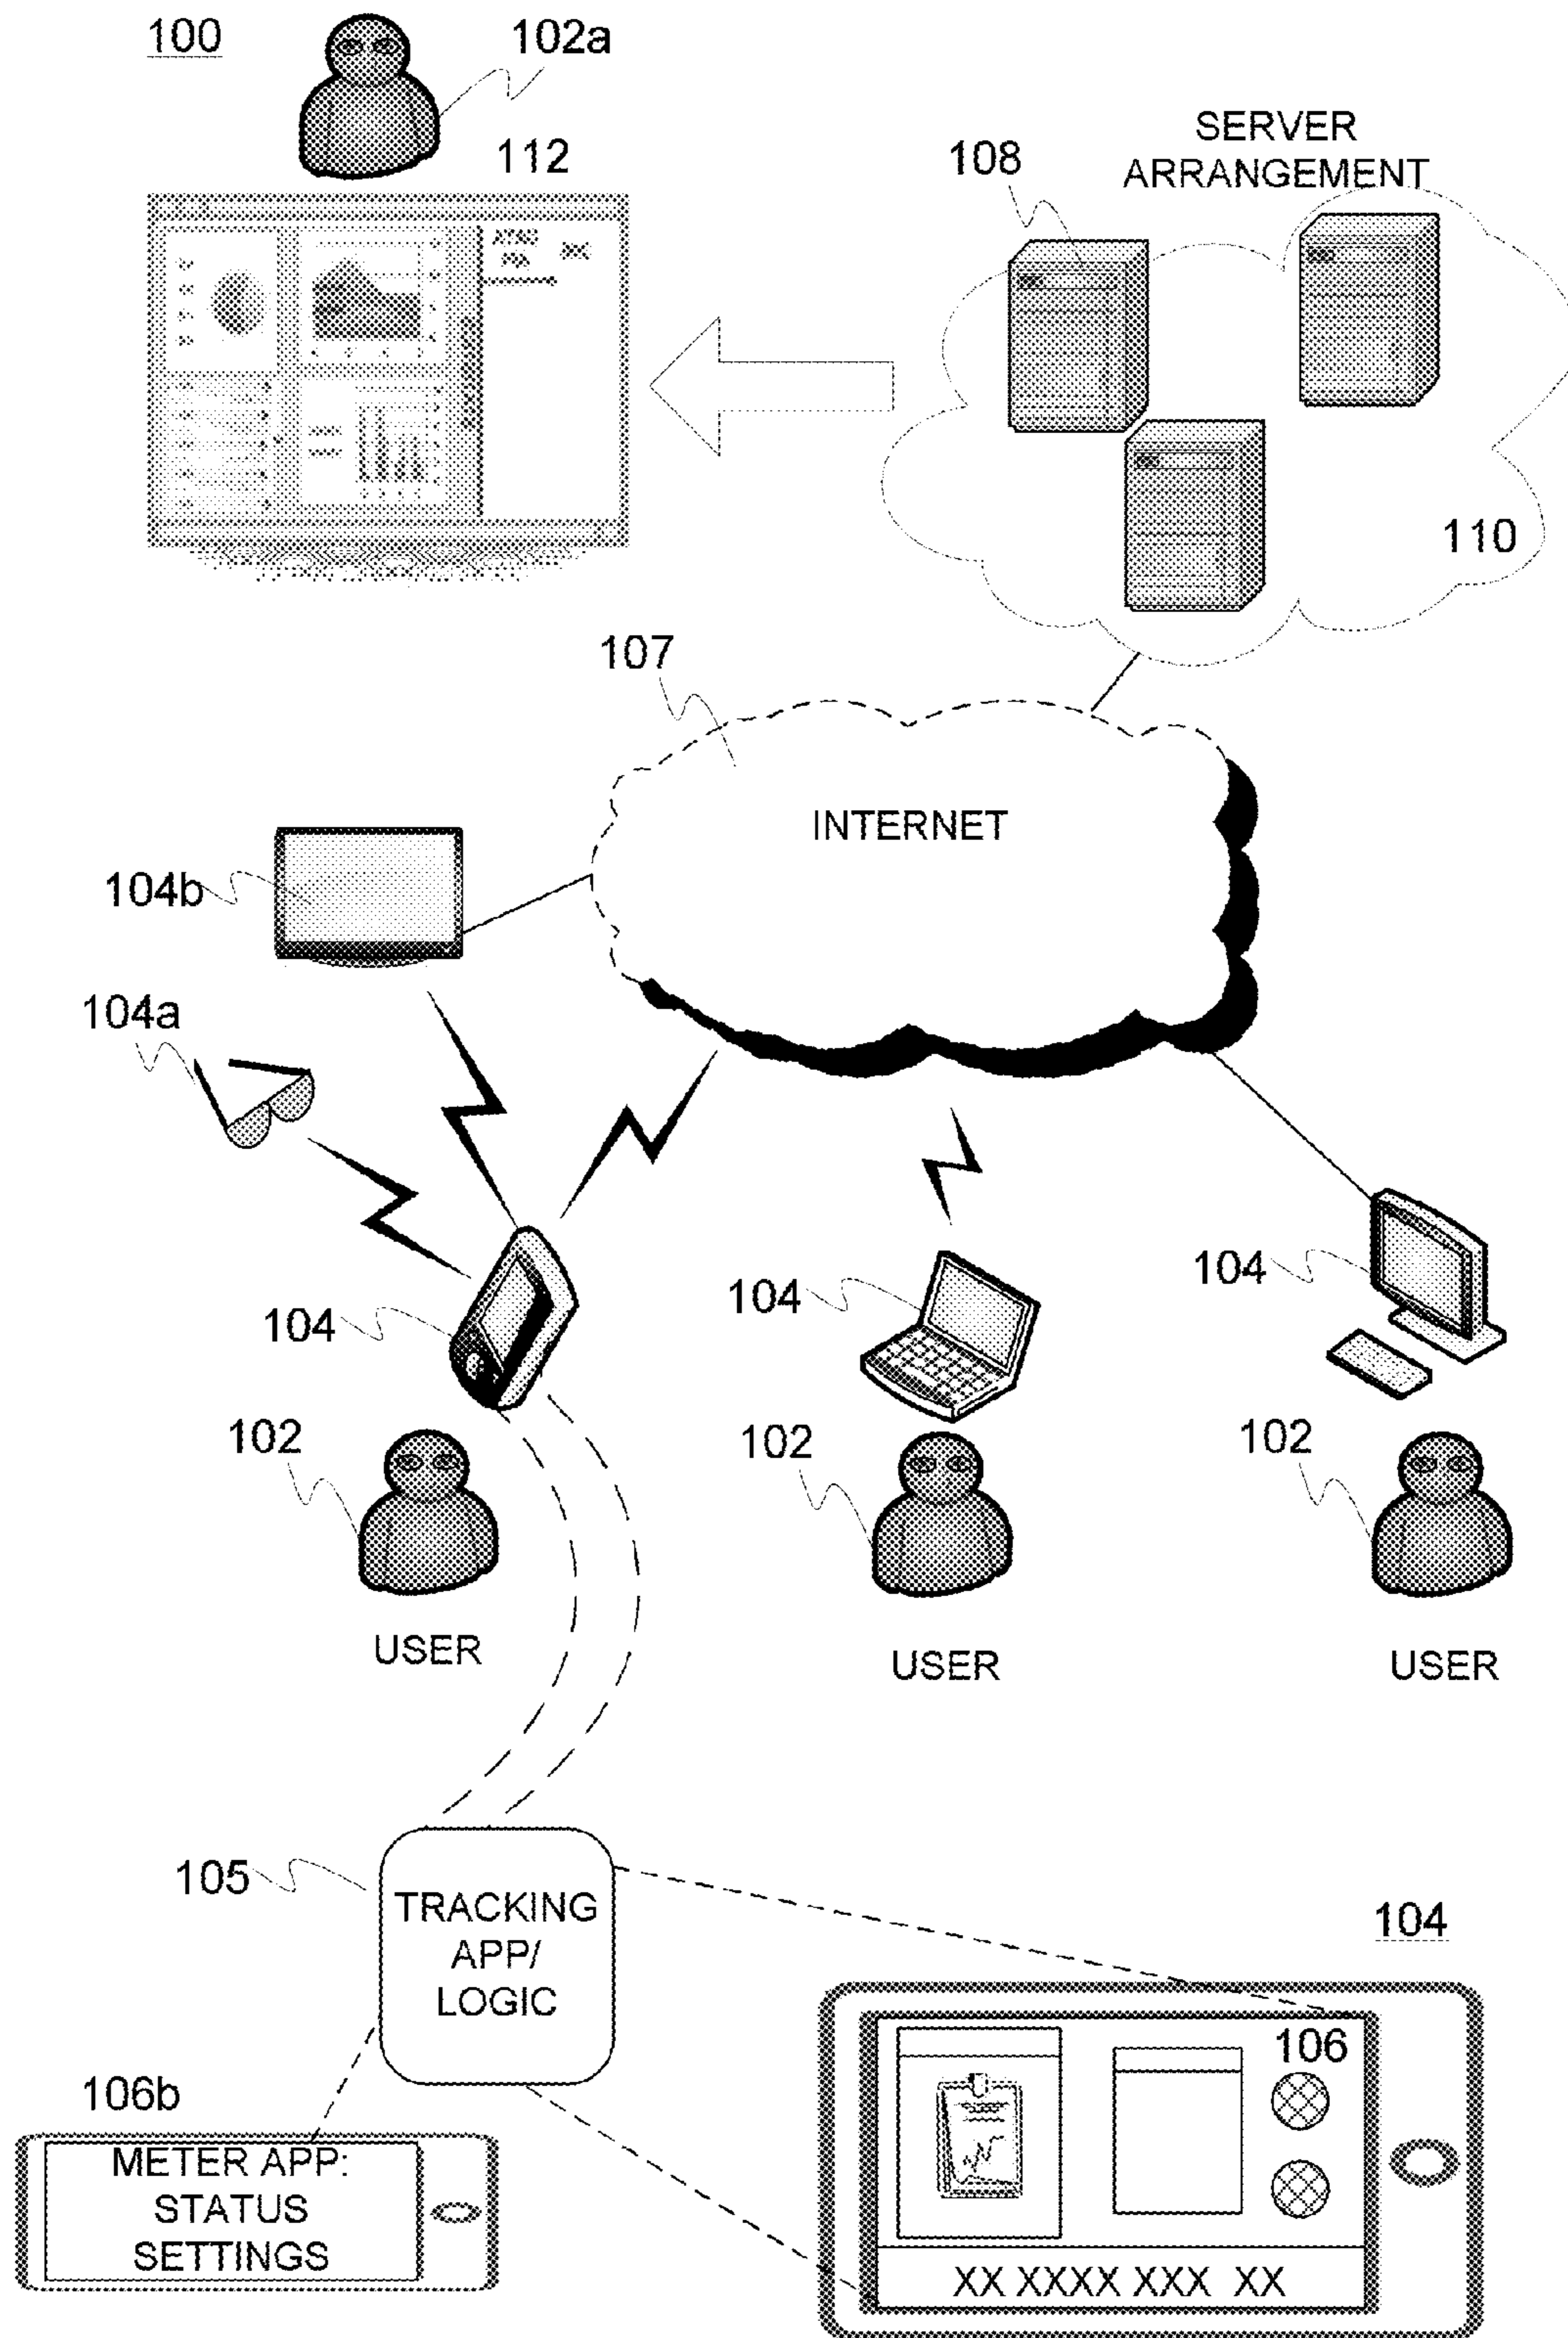 100
102a
112
SERVER
ARRANGEMENT
108
110
107
INTERNET
104b
104a
104
104
104
102
102
102
USER
USER
USER
105
TRACKING
APP/
LOGIC
104
106
106b
METER APP:
STATUS
SETTINGS
XX XXXX XXX XX